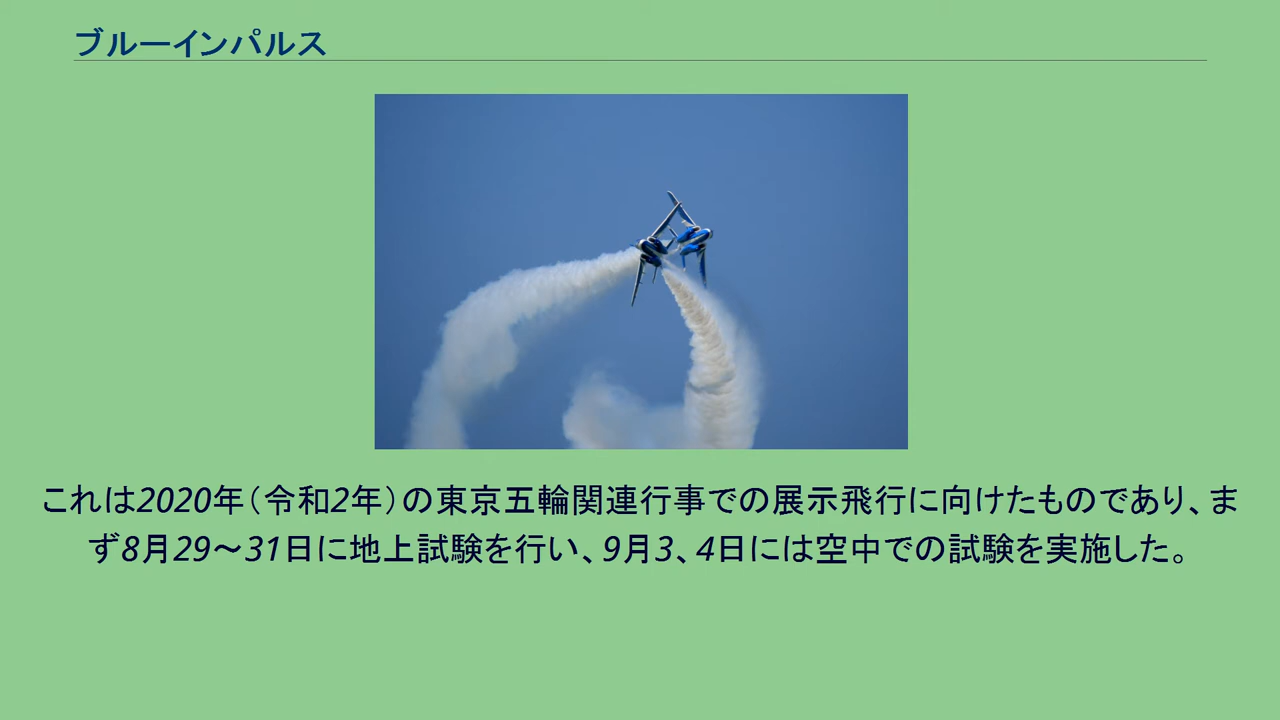 ブルーインパルス
これは2020年（令和2年）の東京五輪関連行事での展示飛行に向けたものであり、ま
ず8月29～31日に地上試験を行い、9月3、4日には空中での試験を実施した。